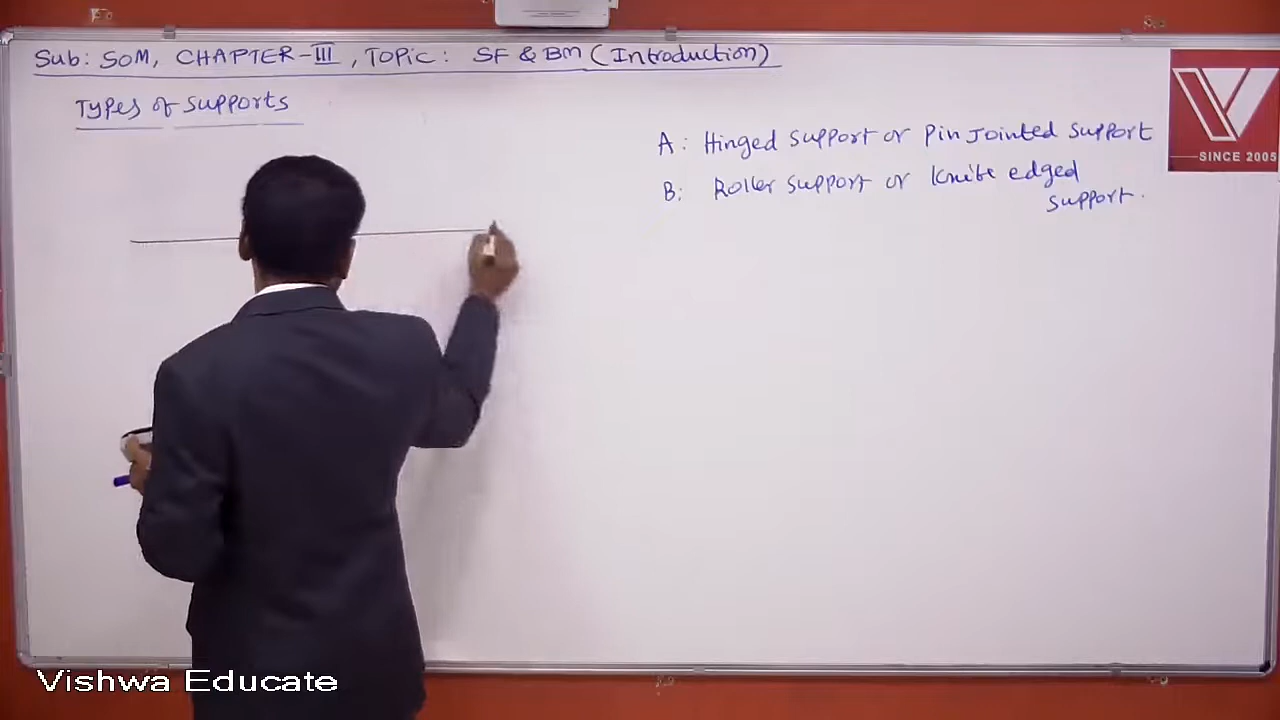 Sub: SOM, CHAPTER-III, TOPIC: SF & BM (Introduction)
Types of Supports
A: Hinged support or Pin Jointed Support
B: Roller support or Knife edged
support.
SINCE 2005
Vishwa Educate